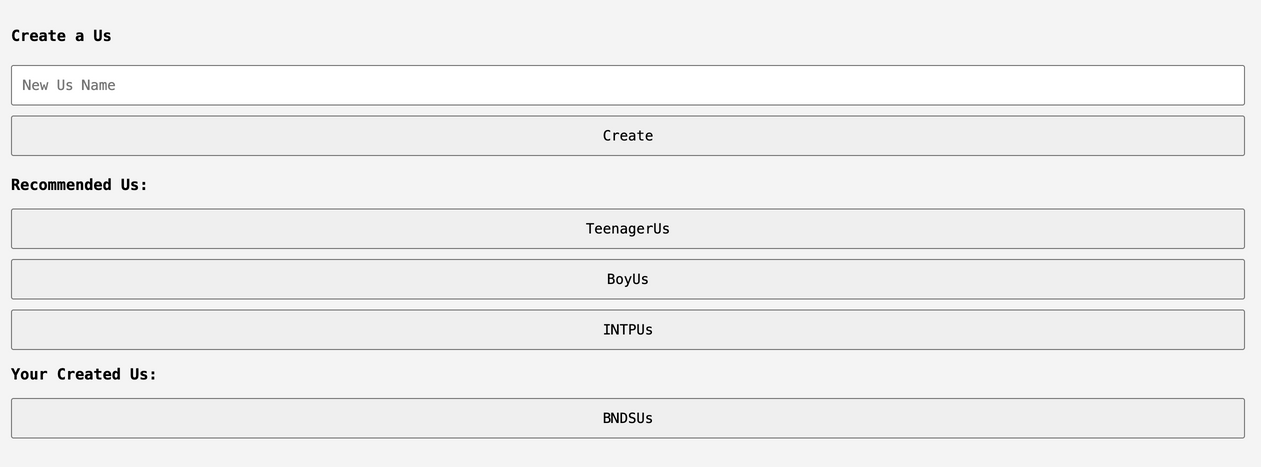 Create a Us
New Us Name
Create
Recommended Us:
TeenagerUs
BoyUs
INTPUs
Your Created Us:
BNDSUs